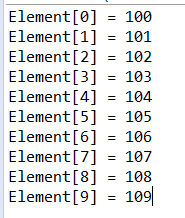 Element[0] = 100
Element[1] = 101
Element[2] = 102
Element[3] = 103
Element[4] = 104
Element[5] = 105
Element[6] = 106
Element[7] = 107
Element[8] = 108
Element[9] = 109